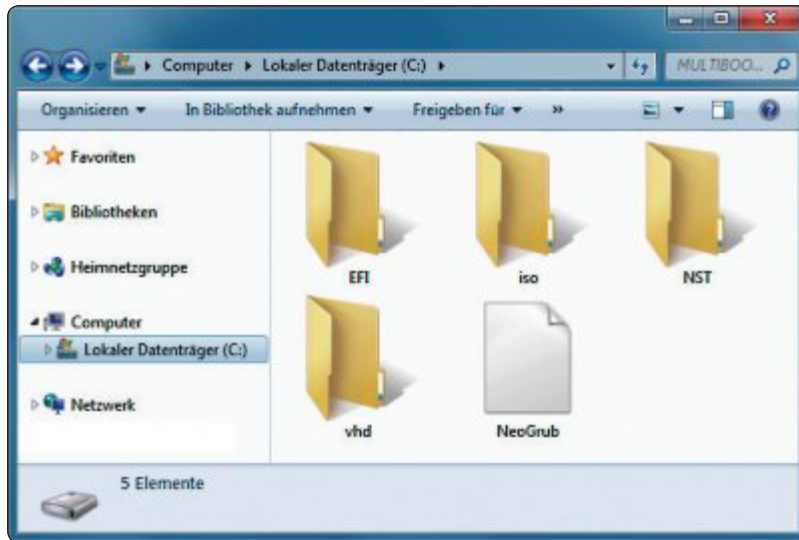 Computer Lokaler Datenträger (C:) MULTIBOO...
Organisieren In Bibliothek aufnehmen Freigeben für »
Favoriten
Bibliotheken
Heimnetzgruppe
Computer
Lokaler Datenträger (C:)
Netzwerk
EFI iso NST
vhd NeoGrub
5 Elemente